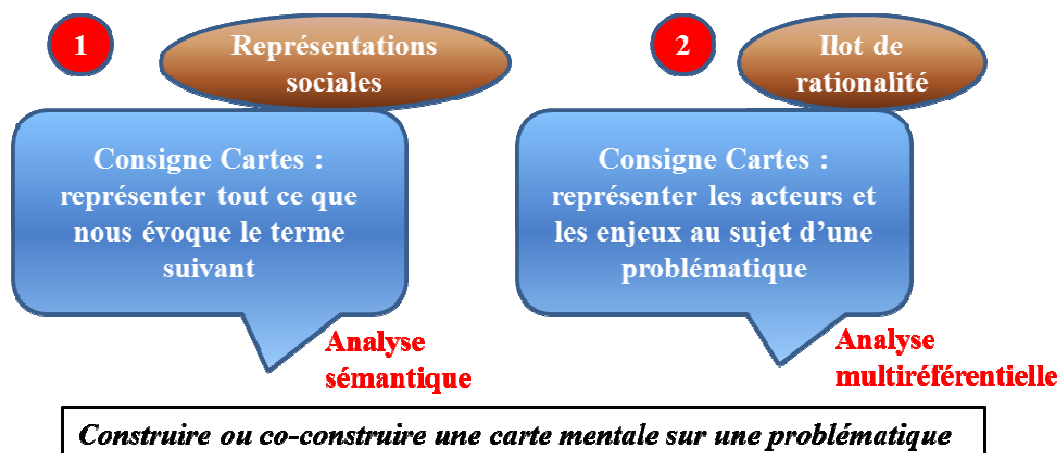 1
Représentations
sociales
Consigne Cartes :
représenter tout ce que
nous évoque le terme
suivant
Analyse
sémantique
2
Ilot de
rationalité
Consigne Cartes :
représenter les acteurs et
les enjeux au sujet d’une
problématique
Analyse
multiréférentielle
Construire ou co-construire une carte mentale sur une problématique